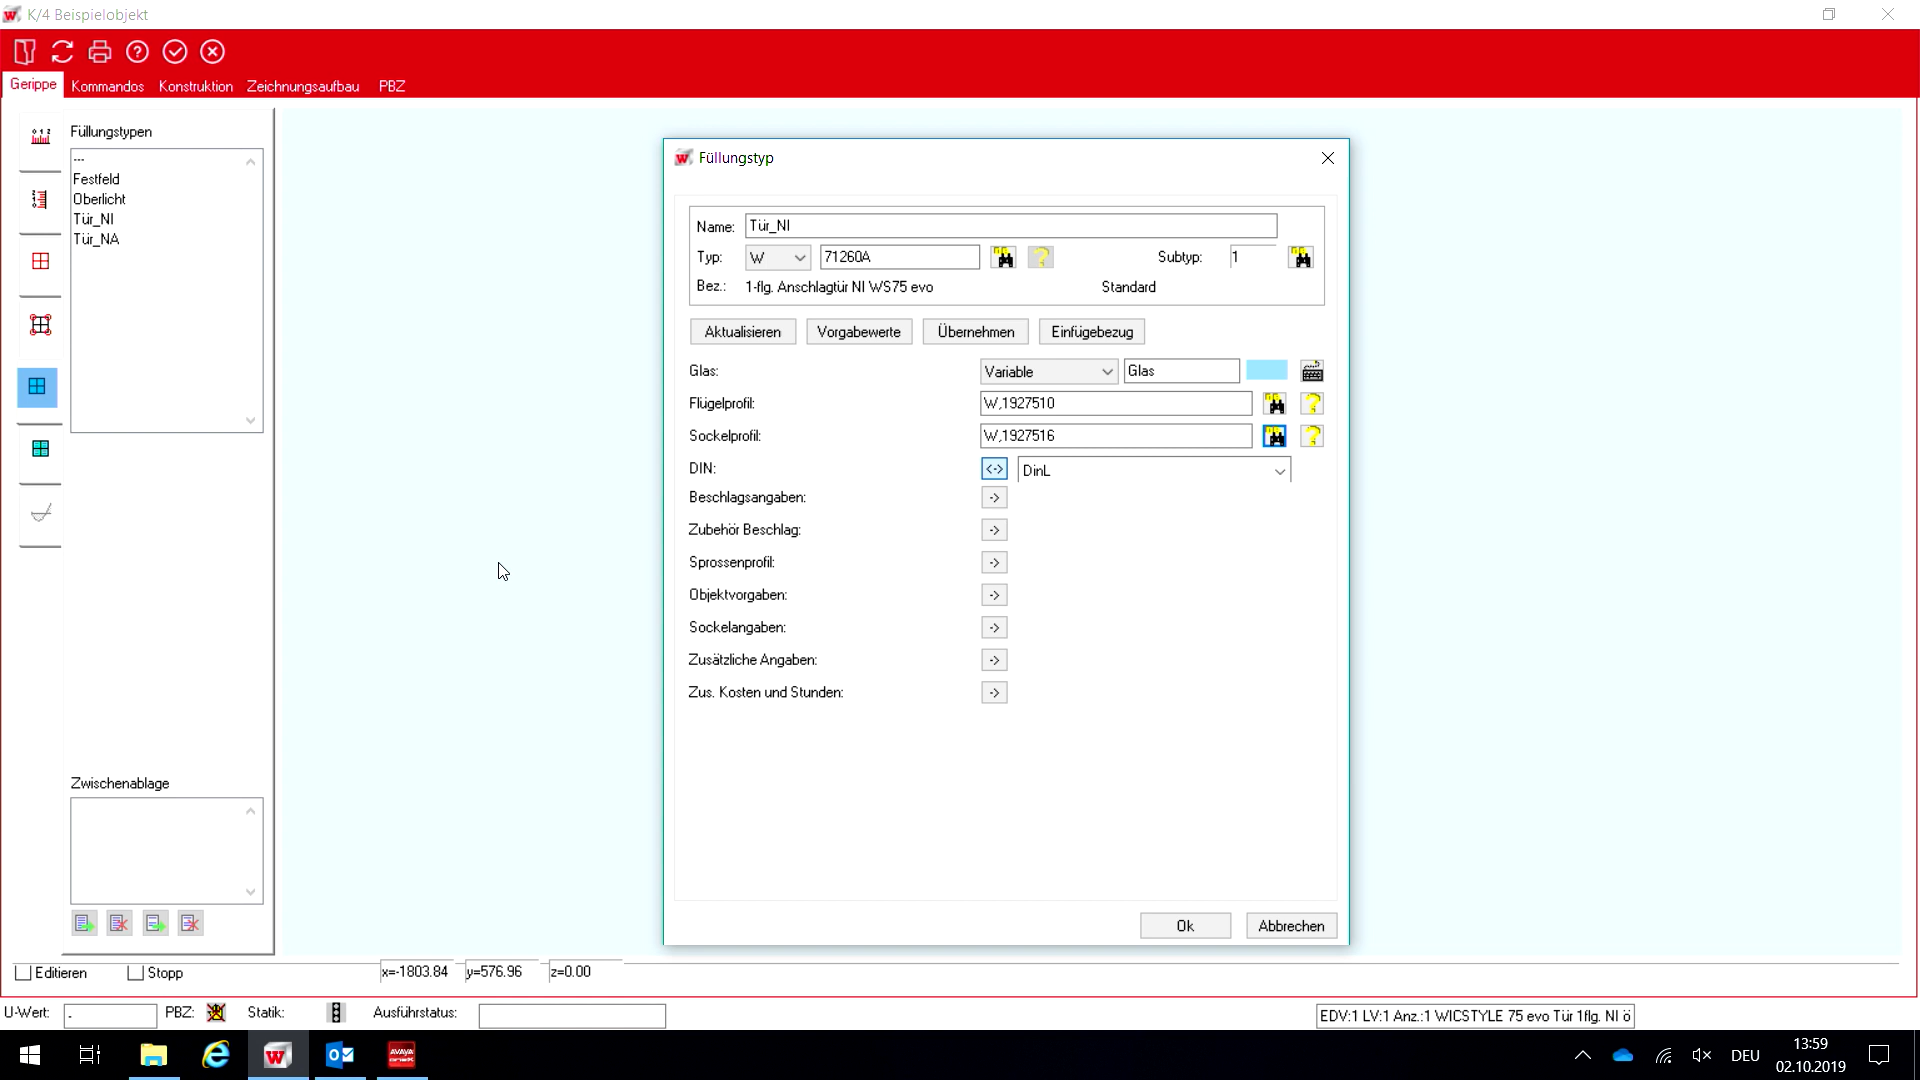 K/4 Beispielobjekt
Gerippe Kommandos Konstruktion Zeichnungsaufbau PBZ
Füllungstypen
---
Festfeld
Oberlicht
Tür_NI
Tür_NA
Füllungstyp
Name: Tür_NI
Typ: W 71260A Subtyp: 1
Bez.: 1-flg. Anschlagtür NI WS75 evo Standard
Aktualisieren Vorgabewerte Übernehmen Einfügebezug
Glas: Variable Glas
Flügelprofil: W,1927510
Sockelprofil: W,1927516
DIN: <-> DinL
Beschlagsangaben: ->
Zubehör Beschlag: ->
Sprossenprofil: ->
Objektvorgaben: ->
Sockelangaben: ->
Zusätzliche Angaben: ->
Zus. Kosten und Stunden: ->
Ok Abbrechen
Zwischenablage
Editieren Stopp x=-1803.84 y=576.96 z=0.00
U-Wert: - PBZ: Statik: Ausführstatus: EDV:1 LV:1 Anz.:1 WICSTYLE 75 evo Tür 1flg. NI ö
AVAYA
DEU
13:59
02.10.2019